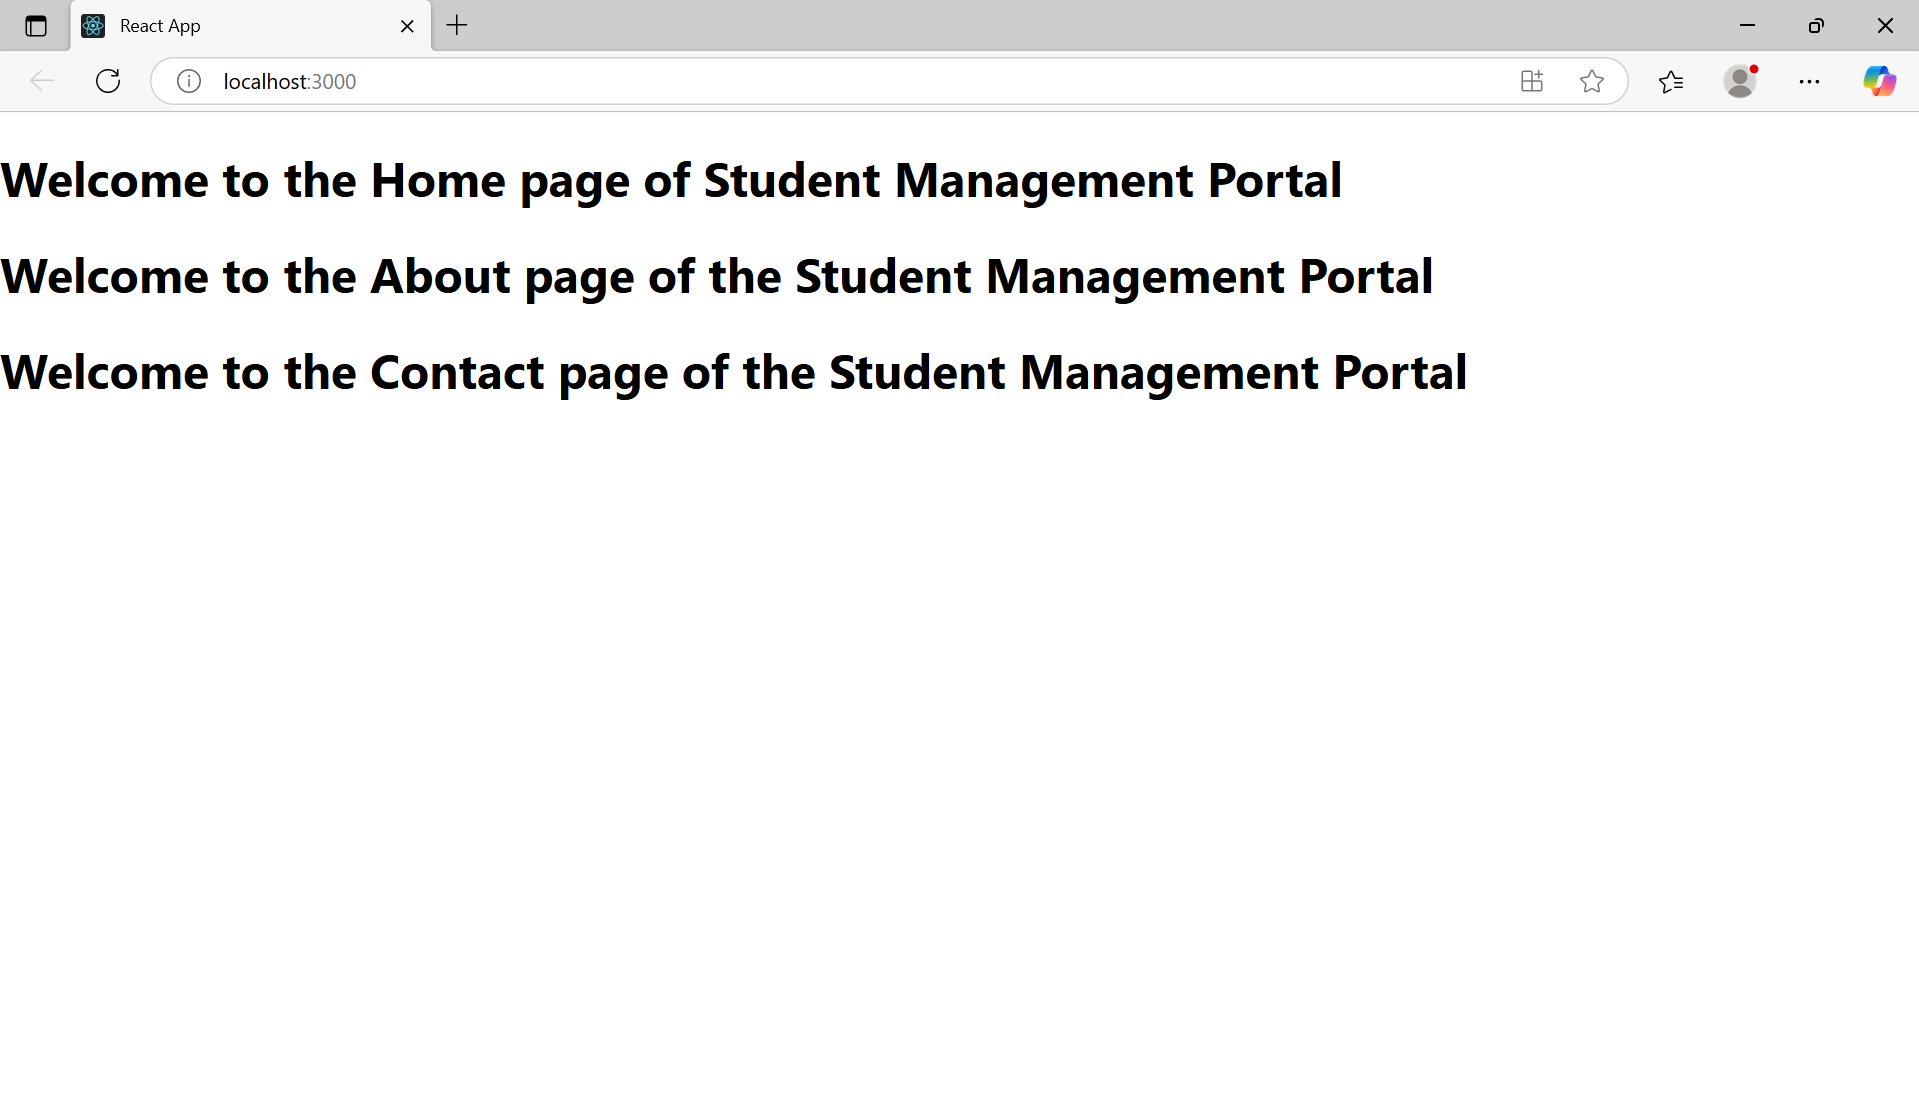 React App
localhost:3000
Welcome to the Home page of Student Management Portal
Welcome to the About page of the Student Management Portal
Welcome to the Contact page of the Student Management Portal